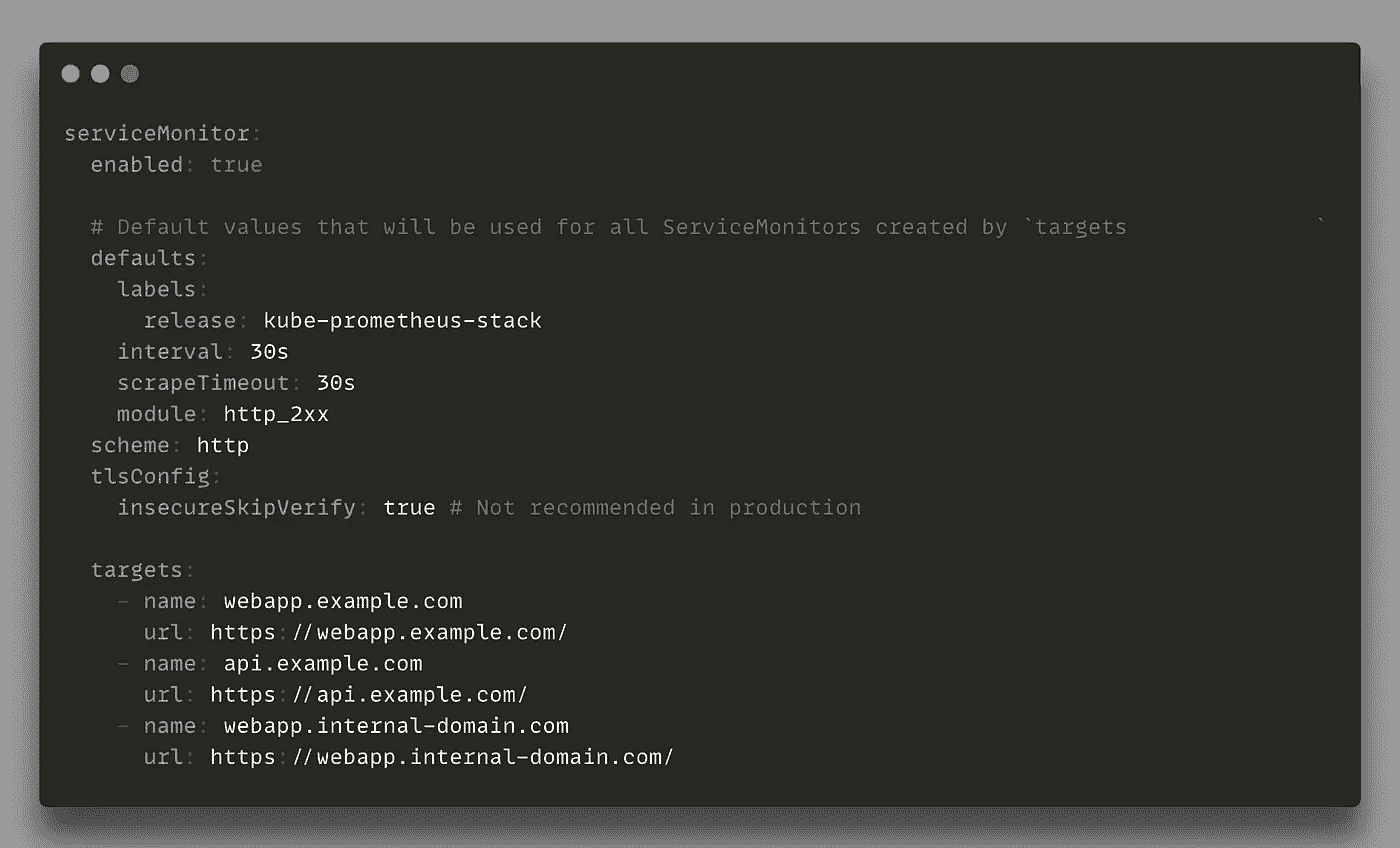 serviceMonitor:
  enabled: true
  # Default values that will be used for all ServiceMonitors created by `targets              `
  defaults:
    labels:
      release: kube-prometheus-stack
    interval: 30s
    scrapeTimeout: 30s
    module: http_2xx
  scheme: http
  tlsConfig:
    insecureSkipVerify: true # Not recommended in production
  targets:
    - name: webapp.example.com
      url: https://webapp.example.com/
    - name: api.example.com
      url: https://api.example.com/
    - name: webapp.internal-domain.com
      url: https://webapp.internal-domain.com/